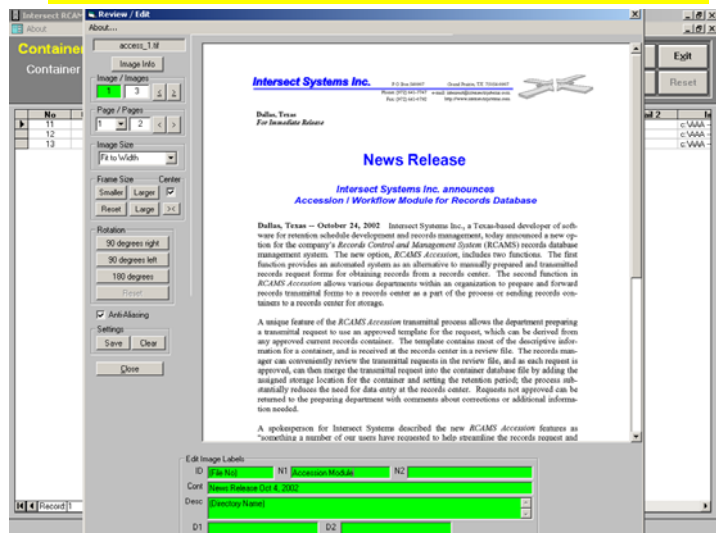 Intersect RCAM
Review / Edit
About
About...
Container
Container
Exit
Reset
access_1.tif
Image Info
Image / Images
1 3 < >
Page / Pages
1 2 < >
Image Size
Fit to Width
Frame Size Center
Smaller Larger
Reset Large ><
Rotation
90 degrees right
90 degrees left
180 degrees
Reset
Anti-Aliasing
Settings
Save Clear
Close
No
11
12
13
ail 2
c:\AAA -
c:\AAA -
c:\AAA -
Intersect Systems Inc.
Dallas, Texas
For Immediate Release
News Release
Intersect Systems Inc. announces
Accession / Workflow Module for Records Database
Dallas, Texas -- October 24, 2002 Intersect Systems Inc., a Texas-based developer of soft-
ware for retention schedule development and records management, today announced a new op-
tion for the company's Records Control and Management System (RCAMS) records database
management system. The new option, RCAMS Accession, includes two functions. The first
function provides an automated system as an alternative to manually prepared and transmitted
records request forms for obtaining records from a records center. The second function in
RCAMS Accession allows various departments within an organization to prepare and forward
records transmittal forms to a records center as a part of the process or sending records con-
tainers to a records center for storage.
A unique feature of the RCAMS Accession transmittal process allows the department preparing
a transmittal request to use an approved template for the request, which can be derived from
any approved current records container. The template contains most of the descriptive infor-
mation for a container, and is received at the records center in a review file. The records man-
ager can conveniently review the transmittal requests in the review file, and as each request is
approved, can then merge the transmittal request into the container database file by adding the
assigned storage location for the container and setting the retention period; the process sub-
stantially reduces the need for data entry at the records center. Requests not approved can be
returned to the preparing department with comments about corrections or additional informa-
tion needed.
A spokesperson for Intersect Systems described the new RCAMS Accession features as
"something a number of our users have requested to help streamline the records request and
Edit Image Labels
ID [File No] N1 Accession Module N2
Cont News Release Oct 4, 2002
Desc [Directory Name]
D1 D2
Record: 1